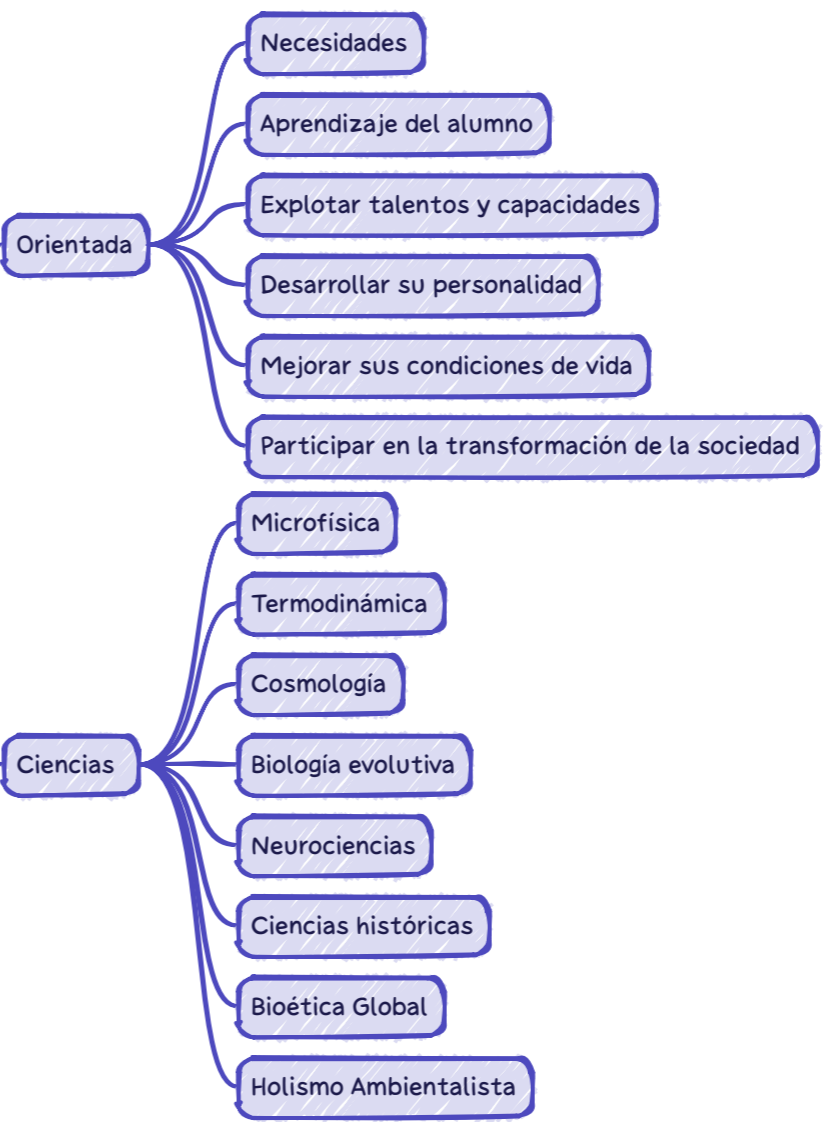 Necesidades
Aprendizaje del alumno
Explotar talentos y capacidades
Orientada
Desarrollar su personalidad
Mejorar sus condiciones de vida
Participar en la transformación de la sociedad
Microfísica
Termodinámica
Cosmología
Ciencias
Biología evolutiva
Neurociencias
Ciencias históricas
Bioética Global
Holismo Ambientalista